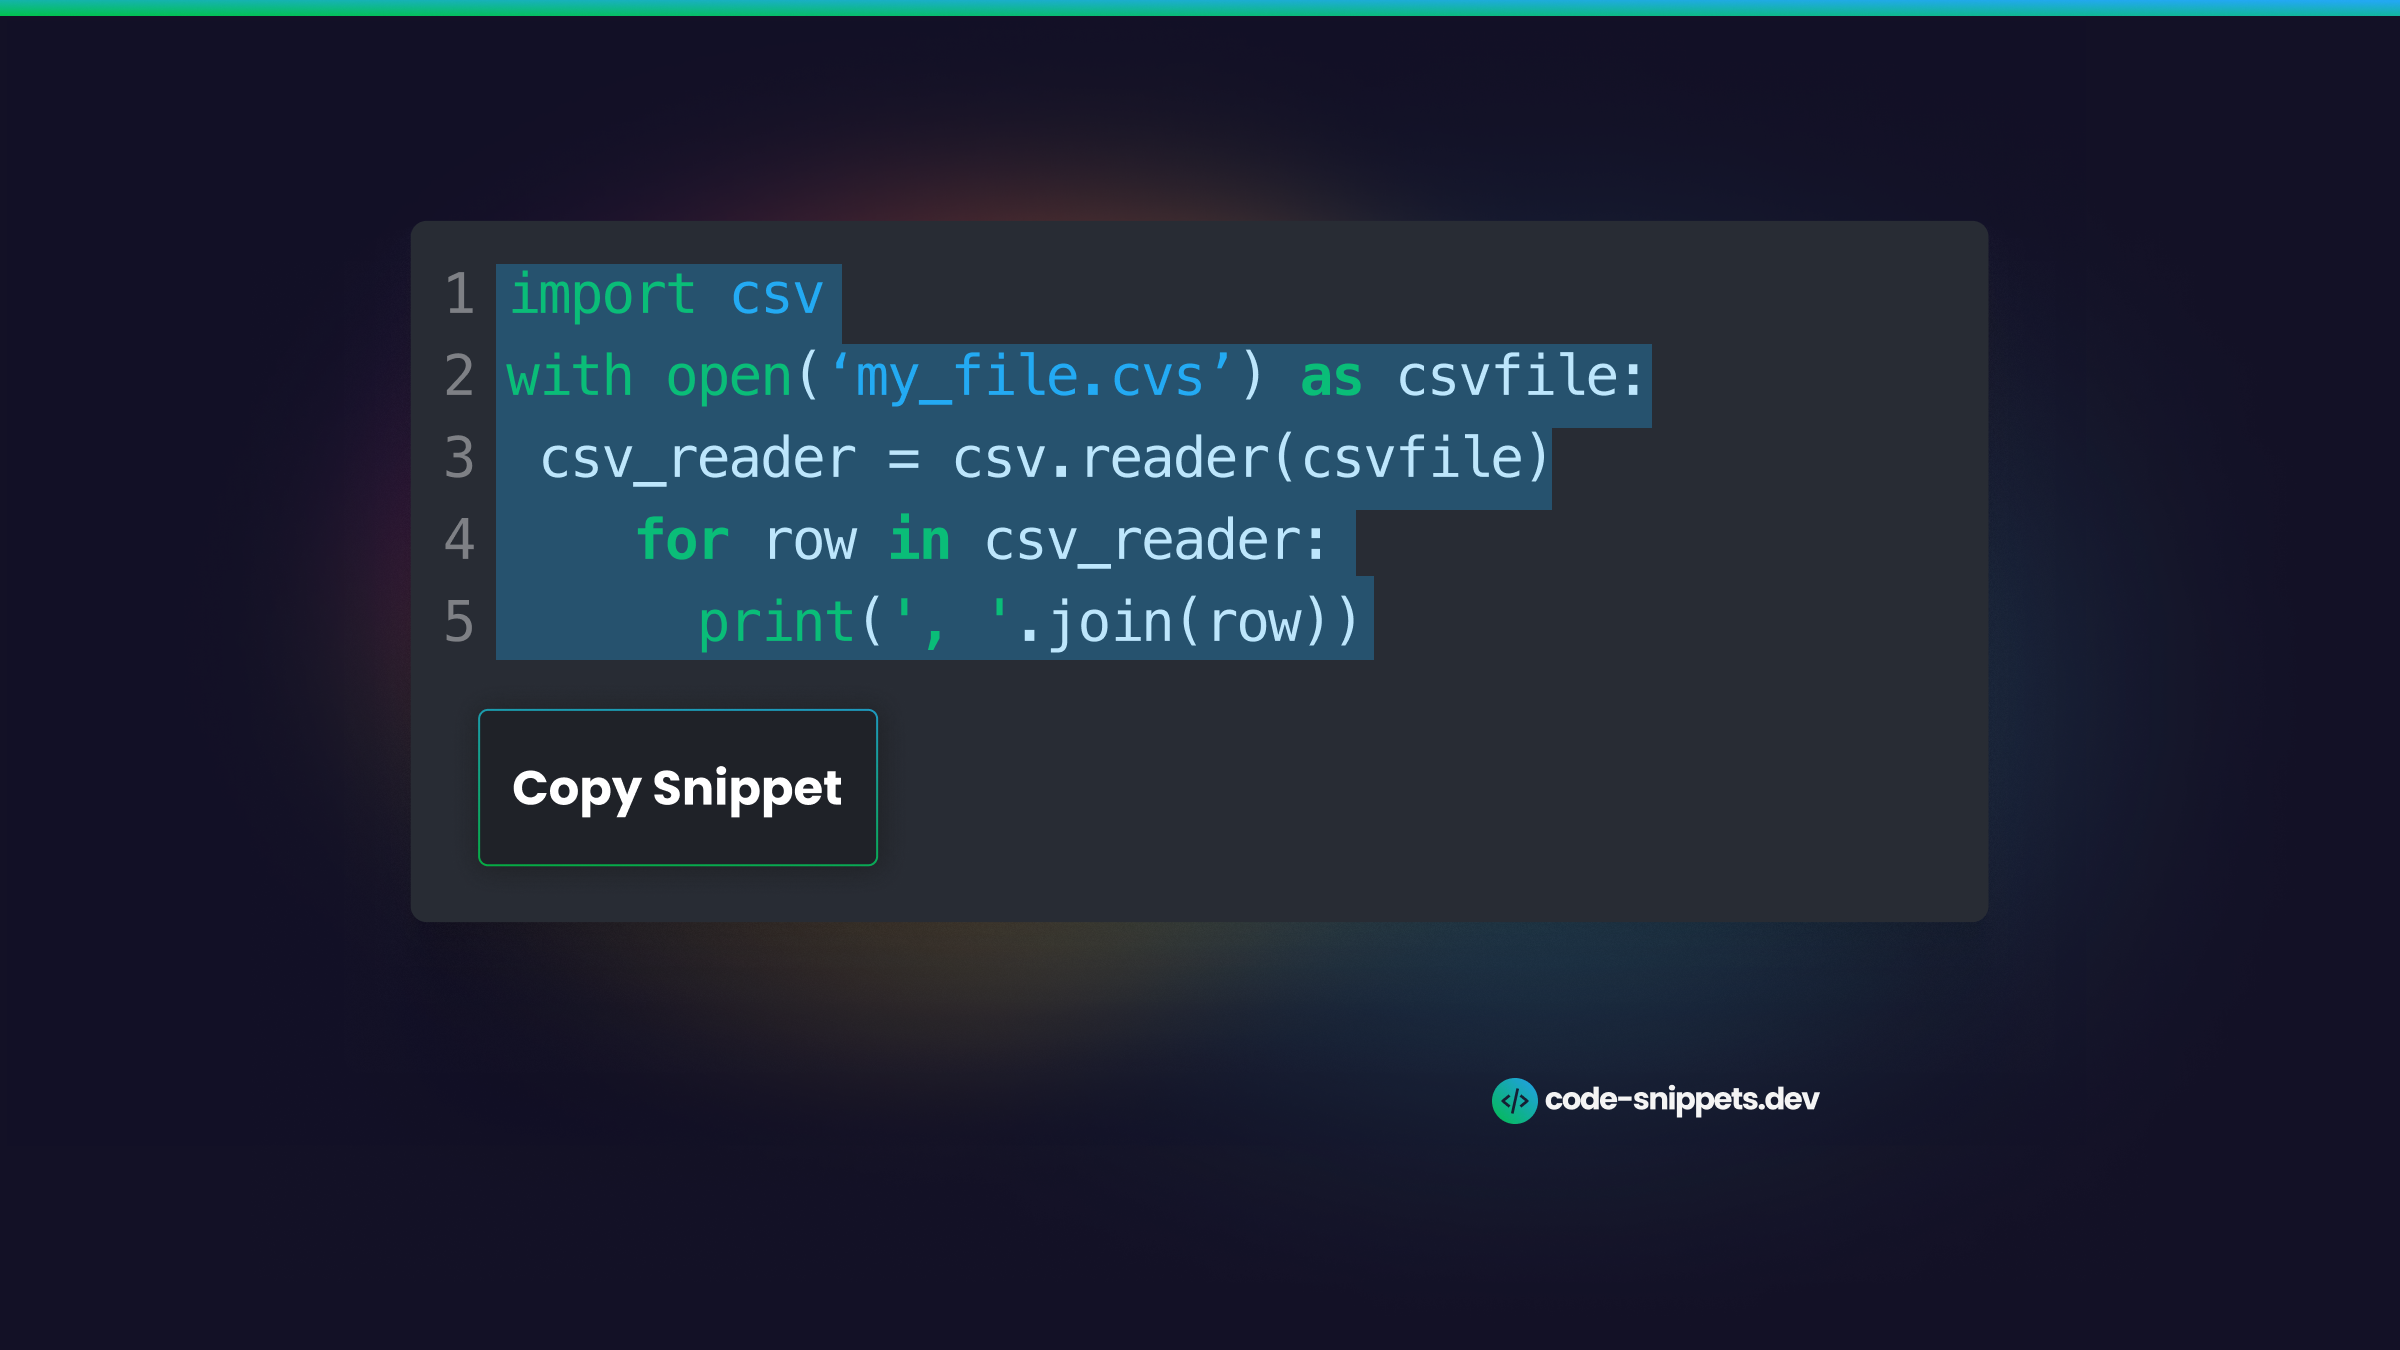 1 import csv
2 with open(‘my_file.cvs’) as csvfile:
3  csv_reader = csv.reader(csvfile)
4     for row in csv_reader:
5       print(', '.join(row))
Copy Snippet
</> code-snippets.dev